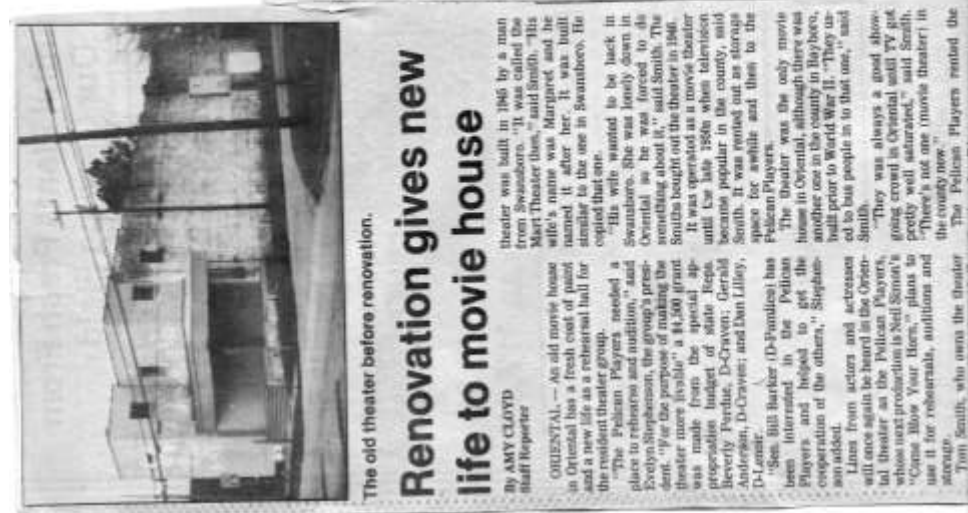 The old theater before renovation.
Renovation gives new
life to movie house
By AMY CLOYD
Staff Reporter
ORIENTAL — An old movie house
in Oriental has a fresh coat of paint
and a new life as a rehearsal hall for
the resident theater group.
"The Pelican Players needed a
place to rehearse and audition," said
Evelyn Stephenson, the group's presi-
dent. "For the purpose of making the
theater more livable" a $4,500 grant
was made from the special ap-
propriation budget of state Reps.
Beverly Perdue, D-Craven; Gerald
Anderson, D-Craven; and Dan Lilley,
D-Lenoir.
"Sen. Bill Barker (D-Pamlico) has
been interested in the Pelican
Players and helped to get the
cooperation of the others," Stephen-
son added.
Lines from actors and actresses
will once again be heard in the Orien-
tal theater as the Pelican Players,
whose next production is Neil Simon's
"Come Blow Your Horn," plans to
use it for rehearsals, auditions and
storage.
Tom Smith, who owns the theater
theater was built in 1945 by a man
from Swansboro. "It was called the
Mart Theater then," said Smith. "His
wife's name was Margaret and he
named it after her. It was built
similar to the one in Swansboro. He
copied that one.
"His wife wanted to be back in
Swansboro. She was lonely down in
Oriental so he was forced to do
something about it," said Smith. The
Smiths bought out the theater in 1946.
It was operated as a movie theater
until the late 1950s when television
became popular in the county, said
Smith. It was rented out as storage
space for awhile and then to the
Pelican Players.
The theater was the only movie
house in Oriental, although there was
another one in the county in Bayboro,
built prior to World War II. "They us-
ed to bus people in to that one," said
Smith.
"They was always a good show-
going crowd in Oriental until TV got
pretty well saturated," said Smith.
"There's not one (movie theater) in
the county now."
The Pelican Players rented the